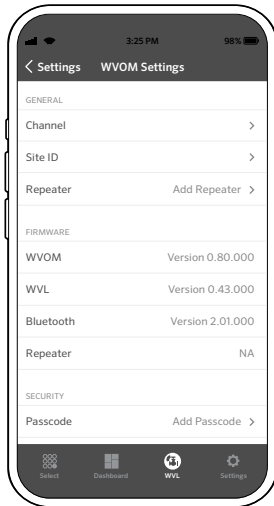 3:25 PM 98%
Settings WVOM Settings
GENERAL
Channel
Site ID
Repeater Add Repeater
FIRMWARE
WVOM Version 0.80.000
WVL Version 0.43.000
Bluetooth Version 2.01.000
Repeater NA
SECURITY
Passcode Add Passcode
Select Dashboard WVL Settings